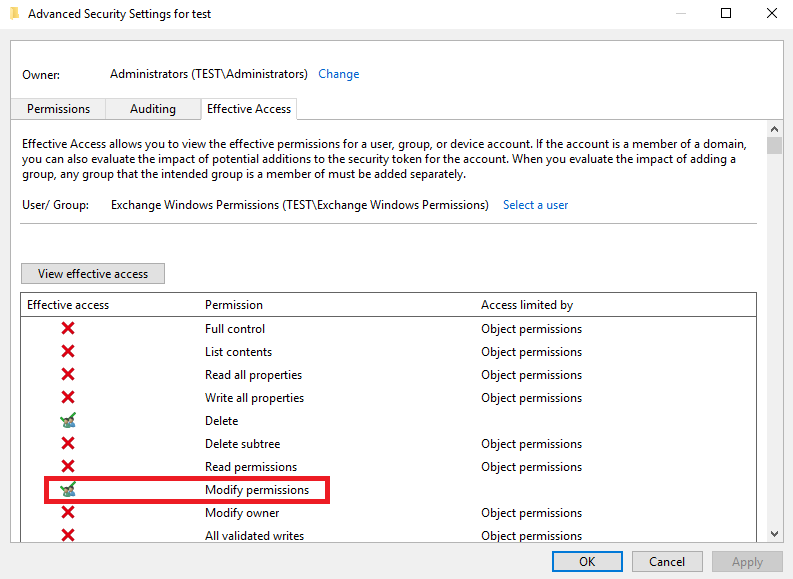 Advanced Security Settings for test
Owner: Administrators (TEST\Administrators) Change
Permissions Auditing Effective Access
Effective Access allows you to view the effective permissions for a user, group, or device account. If the account is a member of a domain,
you can also evaluate the impact of potential additions to the security token for the account. When you evaluate the impact of adding a
group, any group that the intended group is a member of must be added separately.
User/ Group: Exchange Windows Permissions (TEST\Exchange Windows Permissions) Select a user
View effective access
Effective access Permission Access limited by
Full control Object permissions
List contents Object permissions
Read all properties Object permissions
Write all properties Object permissions
Delete
Delete subtree Object permissions
Read permissions Object permissions
Modify permissions
Modify owner Object permissions
All validated writes Object permissions
OK Cancel Apply